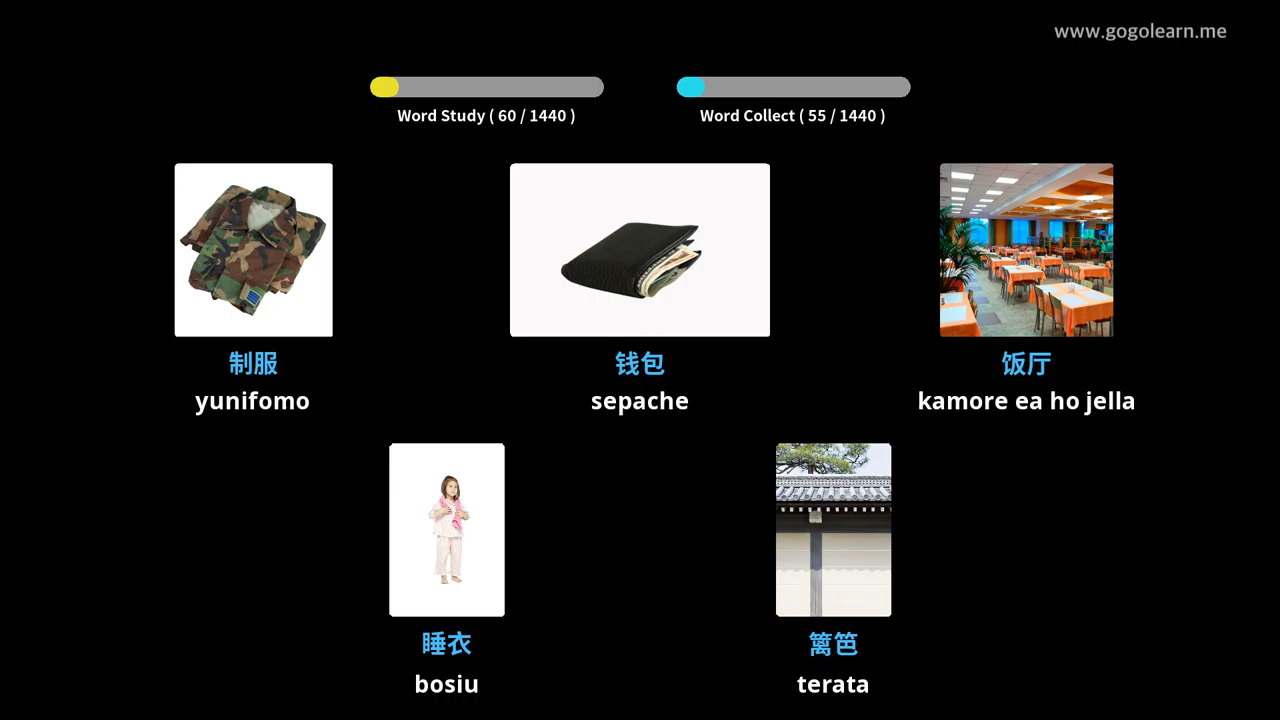 www.gogolearn.me
Word Study ( 60 / 1440 )
Word Collect ( 55 / 1440 )
制服
钱包
饭厅
yunifomo
sepache
kamore ea ho jella
睡衣
篱笆
bosiu
terata